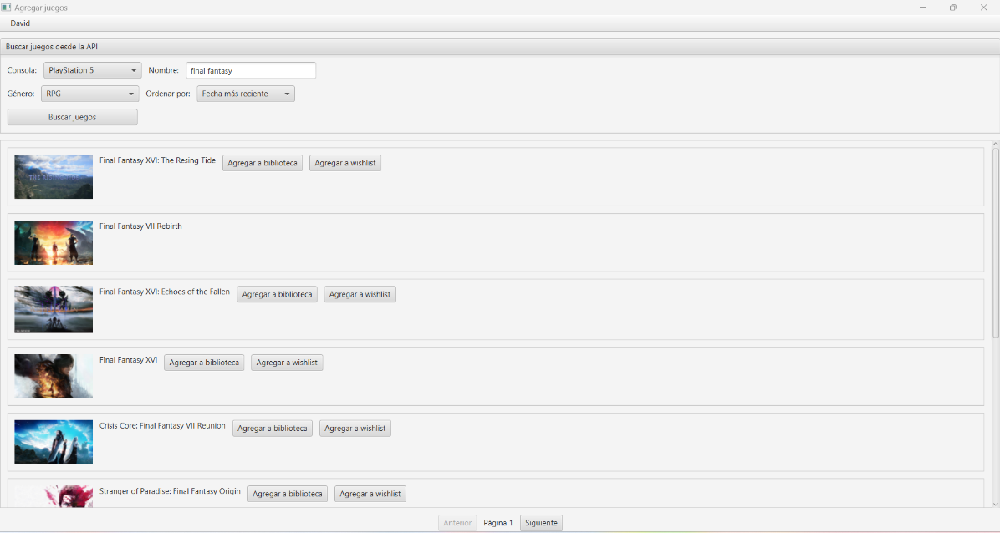 Agregar juegos
David
Buscar juegos desde la API
Consola: PlayStation 5 Nombre: final fantasy
Género: RPG Ordenar por: Fecha más reciente
Buscar juegos
Final Fantasy XVI: The Resing Tide Agregar a biblioteca Agregar a wishlist
Final Fantasy VII Rebirth
Final Fantasy XVI: Echoes of the Fallen Agregar a biblioteca Agregar a wishlist
Final Fantasy XVI Agregar a biblioteca Agregar a wishlist
Crisis Core: Final Fantasy VII Reunion Agregar a biblioteca Agregar a wishlist
Stranger of Paradise: Final Fantasy Origin Agregar a biblioteca Agregar a wishlist
Anterior Página 1 Siguiente